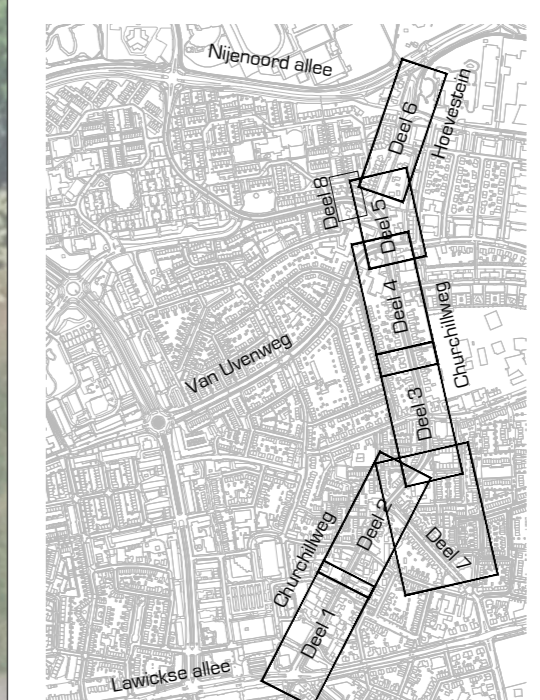 Nijenoord allee
Hoevestein
Deel 6
Deel 8
Deel 5
Deel 4
Churchillweg
Van Uvenweg
Deel 3
Deel 2
Churchillweg
Deel 7
Deel 1
Lawickse allee